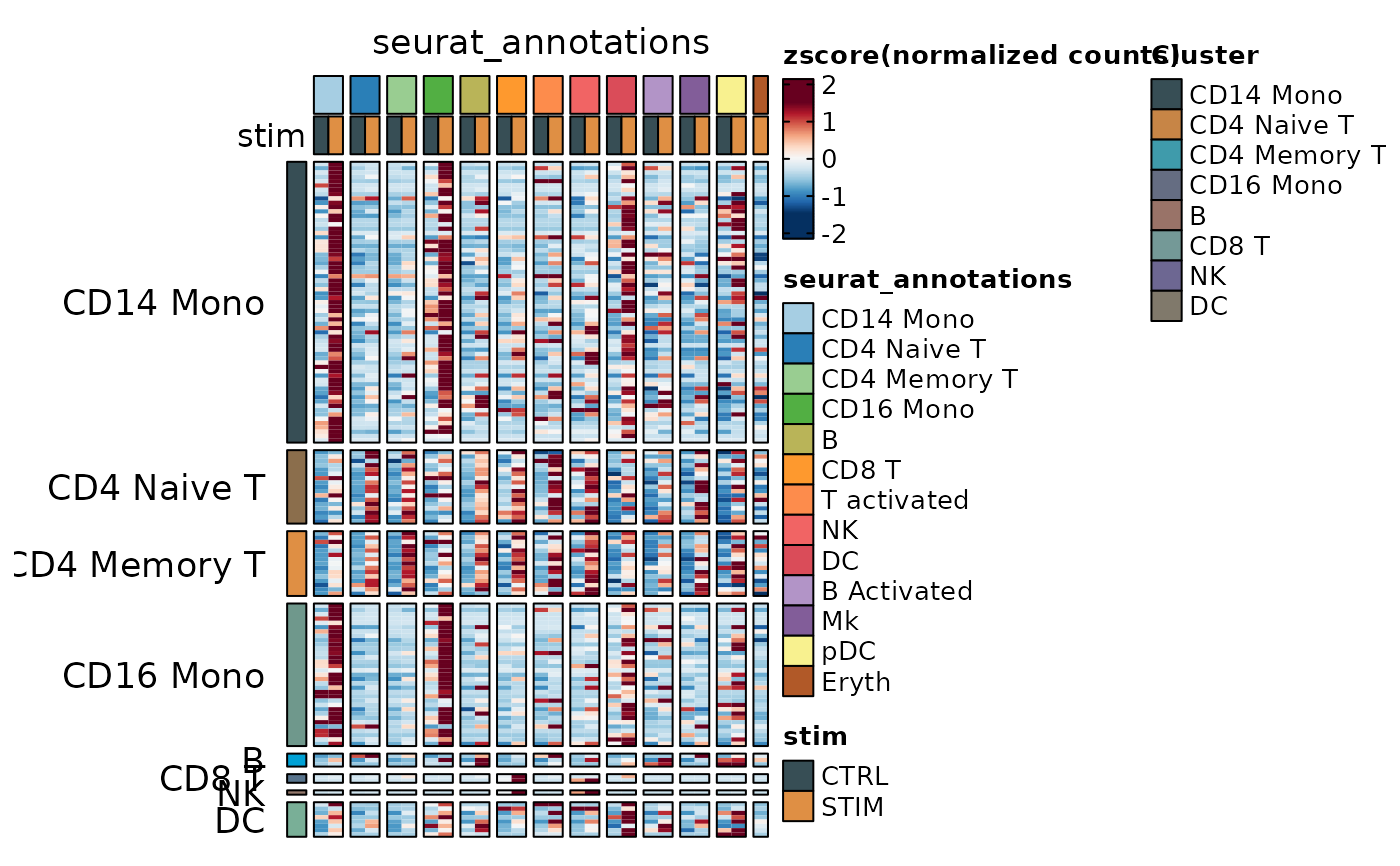 seurat_annotations
stim
CD14 Mono
CD4 Naive T
CD4 Memory T
CD16 Mono
B
CD8 T
NK
DC
zscore(normalized counts)
2
1
0
-1
-2
seurat_annotations
CD14 Mono
CD4 Naive T
CD4 Memory T
CD16 Mono
B
CD8 T
T activated
NK
DC
B Activated
Mk
pDC
Eryth
stim
CTRL
STIM
Cluster
CD14 Mono
CD4 Naive T
CD4 Memory T
CD16 Mono
B
CD8 T
NK
DC